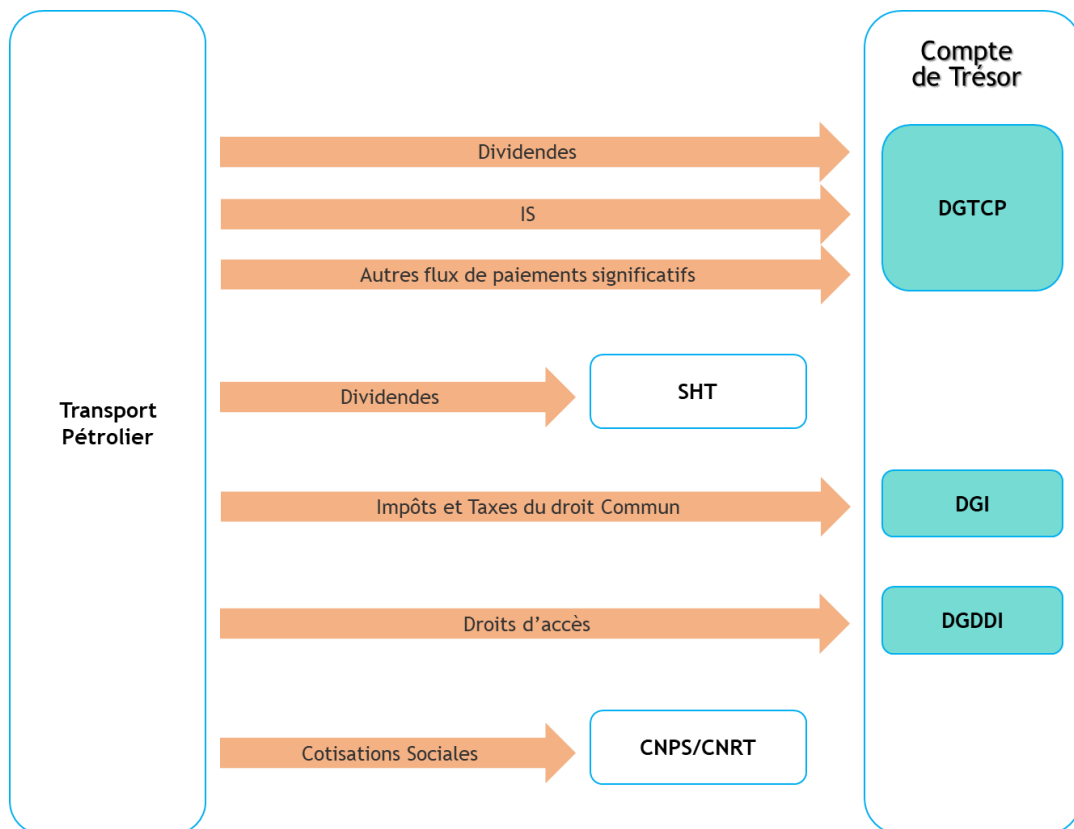 Compte
de Trésor
Dividendes
DGTCP
IS
Autres flux de paiements significatifs
Dividendes
SHT
Transport
Pétrolier
Impôts et Taxes du droit Commun
DGI
Droits d’accès
DGDDI
Cotisations Sociales
CNPS/CNRT